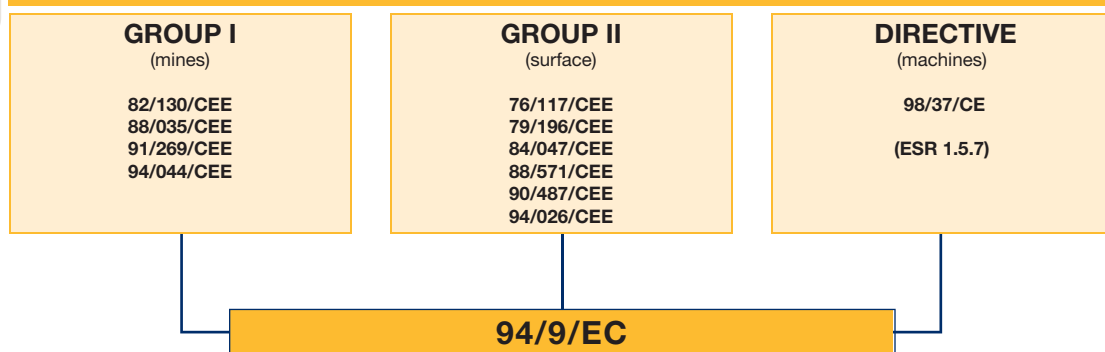 GROUP I
(mines)
82/130/CEE
88/035/CEE
91/269/CEE
94/044/CEE
GROUP II
(surface)
76/117/CEE
79/196/CEE
84/047/CEE
88/571/CEE
90/487/CEE
94/026/CEE
DIRECTIVE
(machines)
98/37/CE
(ESR 1.5.7)
94/9/EC